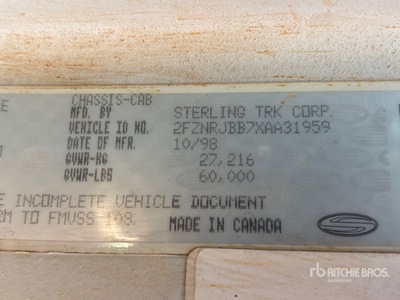 CHASSIS-CAB
MFD. BY STERLING TRK CORP.
VEHICLE ID NO. 2FZNRJBB7XAA31959
DATE OF MFR. 10/98
GVWR-KG 27,216
GVWR-LBS 60,000
E INCOMPLETE VEHICLE DOCUMENT
RM TO FMVSS 108. MADE IN CANADA
rb RITCHIE BROS.